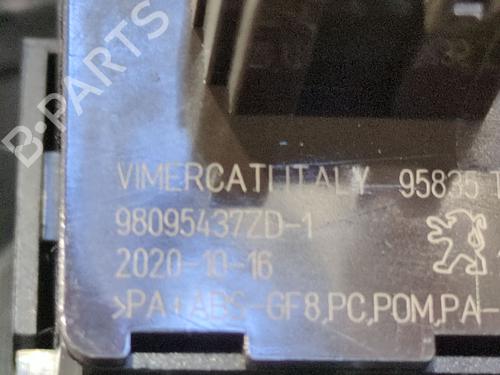 B-PARTS
VIMERCATI ITALY 95835
98095437ZD-1
2020-10-16
>PA+ABS-GF8,PC,POM,PA-